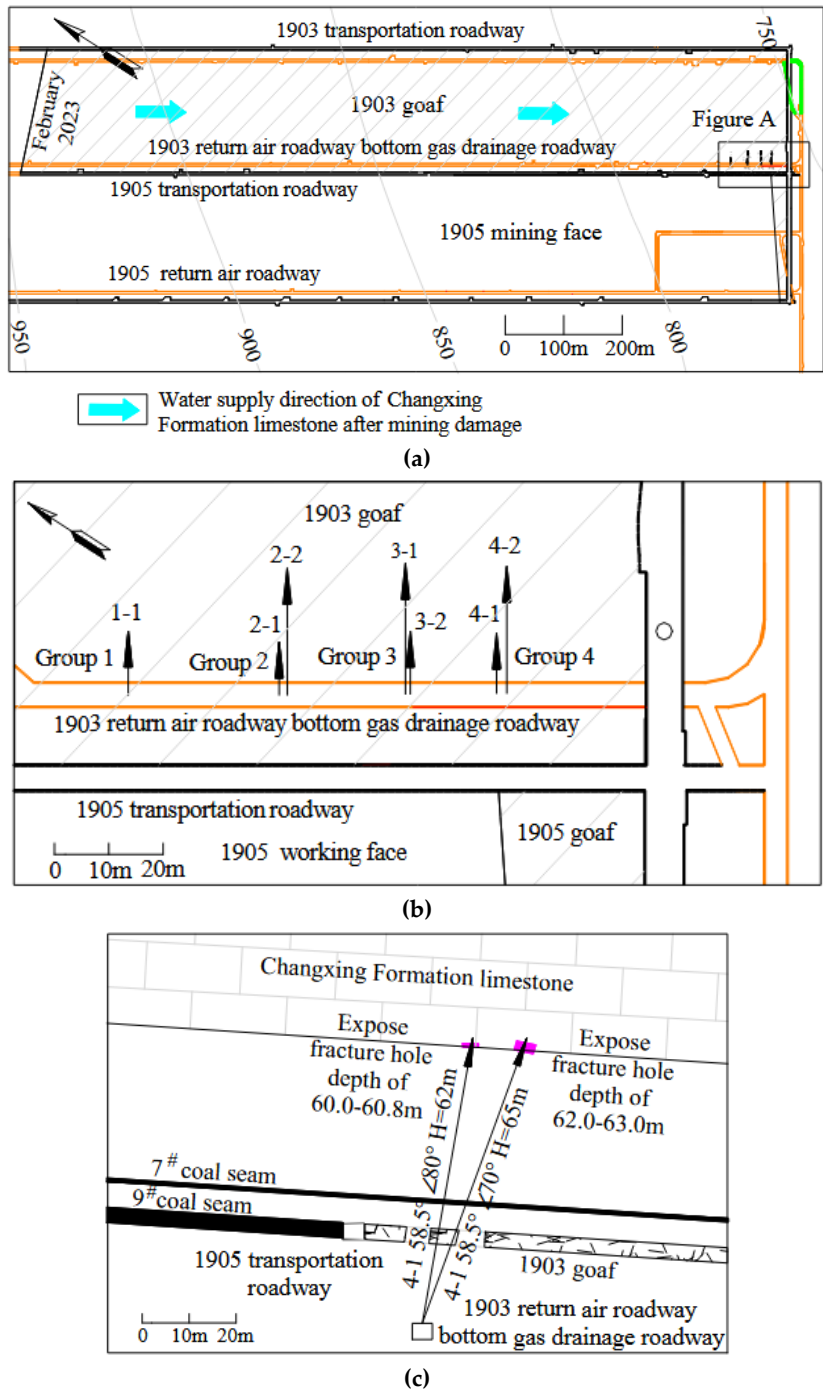 1903 transportation roadway
750
February
2023
1903 goaf
Figure A
1903 return air roadway bottom gas drainage roadway
1905 transportation roadway
1905 mining face
1905 return air roadway
950
900
850
800
0 100m 200m
Water supply direction of Changxing
Formation limestone after mining damage
(a)
1903 goaf
2-2
3-1
4-2
1-1
2-1
3-2
4-1
Group 1
Group 2
Group 3
Group 4
1903 return air roadway bottom gas drainage roadway
1905 transportation roadway
1905 goaf
0 10m 20m
1905 working face
(b)
Changxing Formation limestone
Expose
fracture hole
depth of
60.0-60.8m
Expose
fracture hole
depth of
62.0-63.0m
4-1 58.5° ∠80° H=62m
4-1 58.5° ∠70° H=65m
7# coal seam
9# coal seam
1905 transportation
roadway
1903 goaf
1903 return air roadway
bottom gas drainage roadway
0 10m 20m
(c)